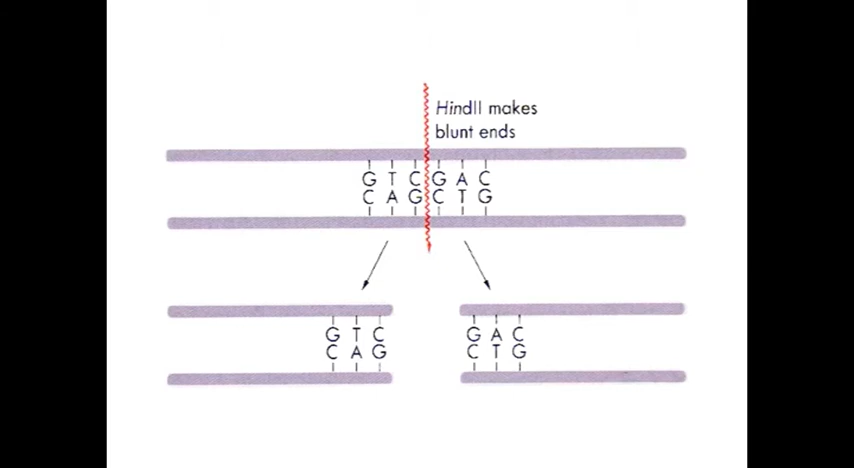 HindII makes
blunt ends
G T C G A C
C A G C T G
G T C
C A G
G A C
C T G